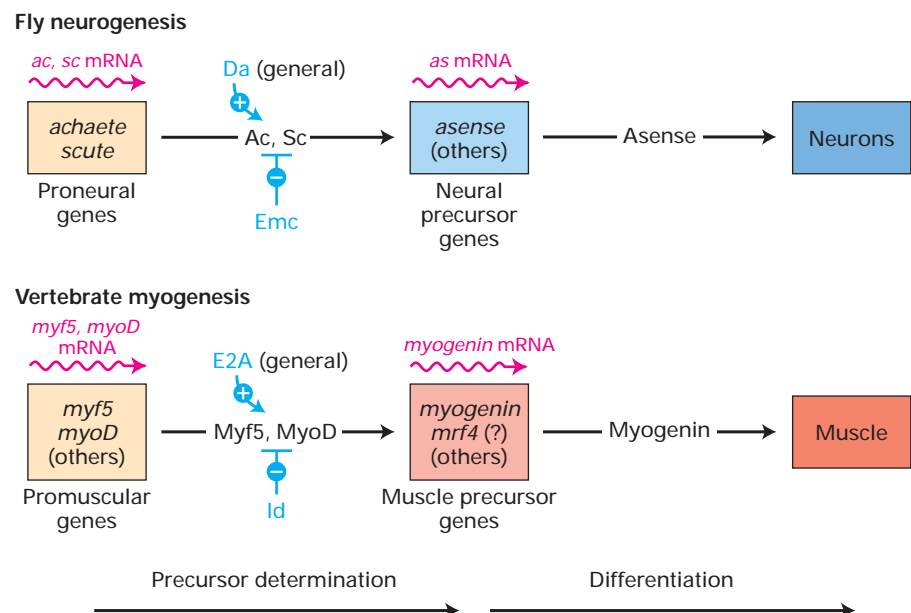 Fly neurogenesis
ac, sc mRNA
Da (general)
as mRNA
+
achaete
scute
Ac, Sc
asense
(others)
Asense
Neurons
−
Proneural
genes
Emc
Neural
precursor
genes
Vertebrate myogenesis
myf5, myoD
mRNA
E2A (general)
myogenin mRNA
+
myf5
myoD
(others)
Myf5, MyoD
myogenin
mrf4 (?)
(others)
Myogenin
Muscle
−
Promuscular
genes
Id
Muscle precursor
genes
Precursor determination
Differentiation